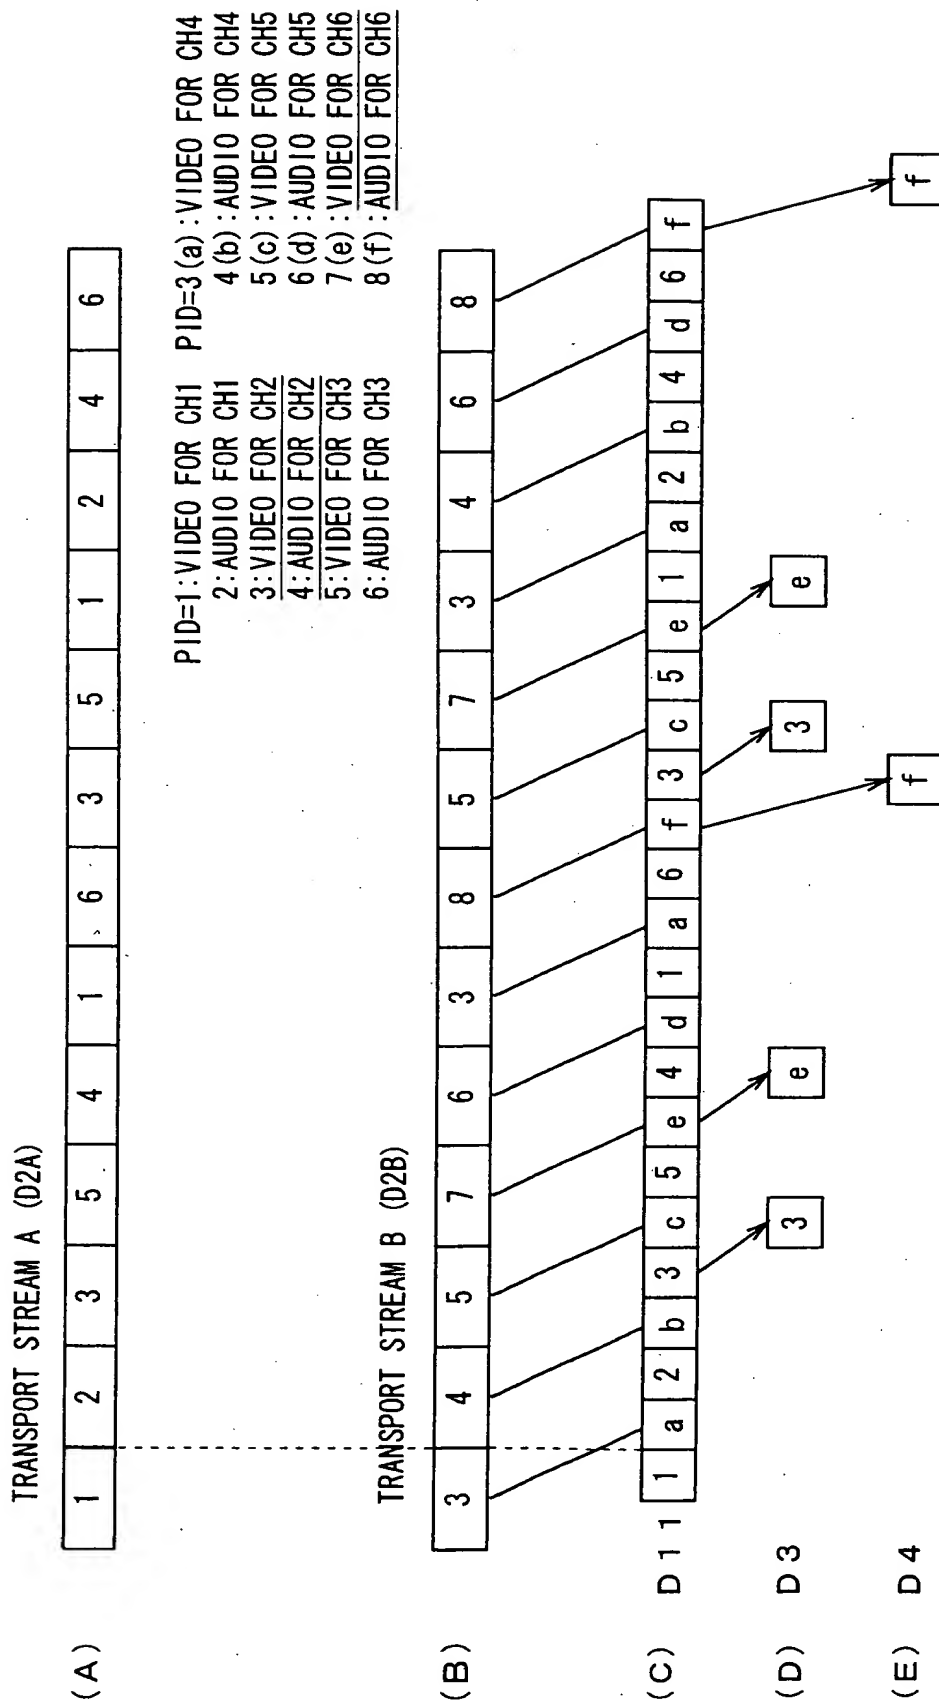 TRANSPORT STREAM A (D2A)
(A) 1 2 3 5 4 1 6 3 5 1 2 4 6
PID=1:VIDEO FOR CH1 PID=3(a):VIDEO FOR CH4
2:AUDIO FOR CH1 4(b):AUDIO FOR CH4
3:VIDEO FOR CH2 5(c):VIDEO FOR CH5
4:AUDIO FOR CH2 6(d):AUDIO FOR CH5
5:VIDEO FOR CH3 7(e):VIDEO FOR CH6
6:AUDIO FOR CH3 8(f):AUDIO FOR CH6
TRANSPORT STREAM B (D2B)
(B) 3 4 5 7 6 3 8 5 7 3 4 6 8
(C) D11 1 a 2 b 3 c 5 e 4 d 1 a 6 f 3 c 5 e 1 a 2 b 4 d 6 f
(D) D3 3 e 3 e
(E) D4 f f